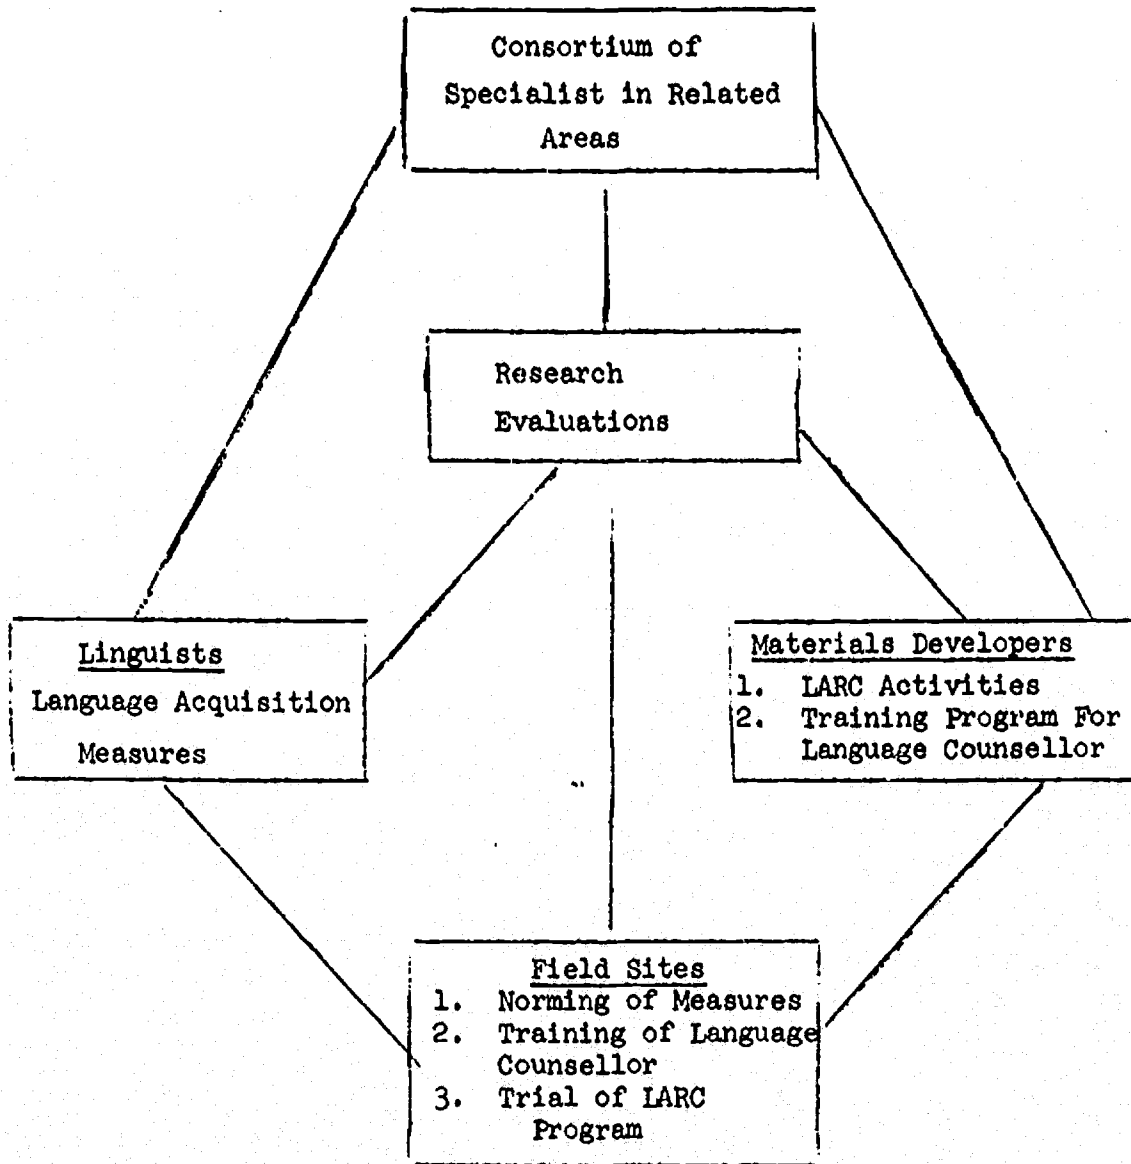 Consortium of
Specialist in Related
Areas
Research
Evaluations
Linguists
Language Acquisition
Measures
Materials Developers
1. LARC Activities
2. Training Program For
Language Counsellor
Field Sites
1. Norming of Measures
2. Training of Language
Counsellor
3. Trial of LARC
Program